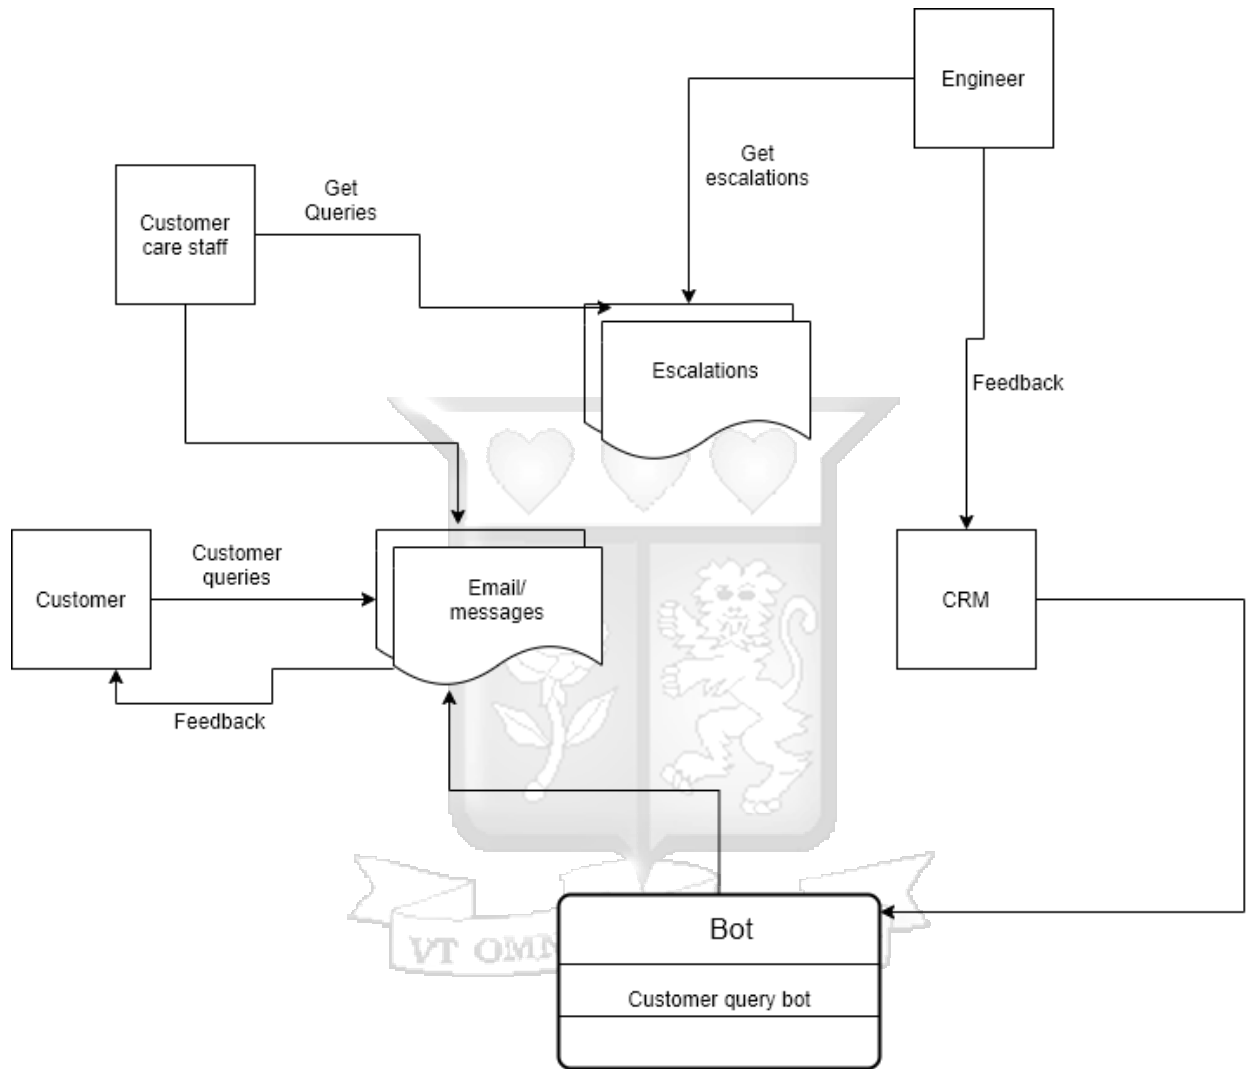 Engineer
Get
escalations
Get
Queries
Customer
care staff
Escalations
Feedback
Customer
queries
Email/
messages
Customer
CRM
Feedback
VT OMN
Bot
Customer query bot